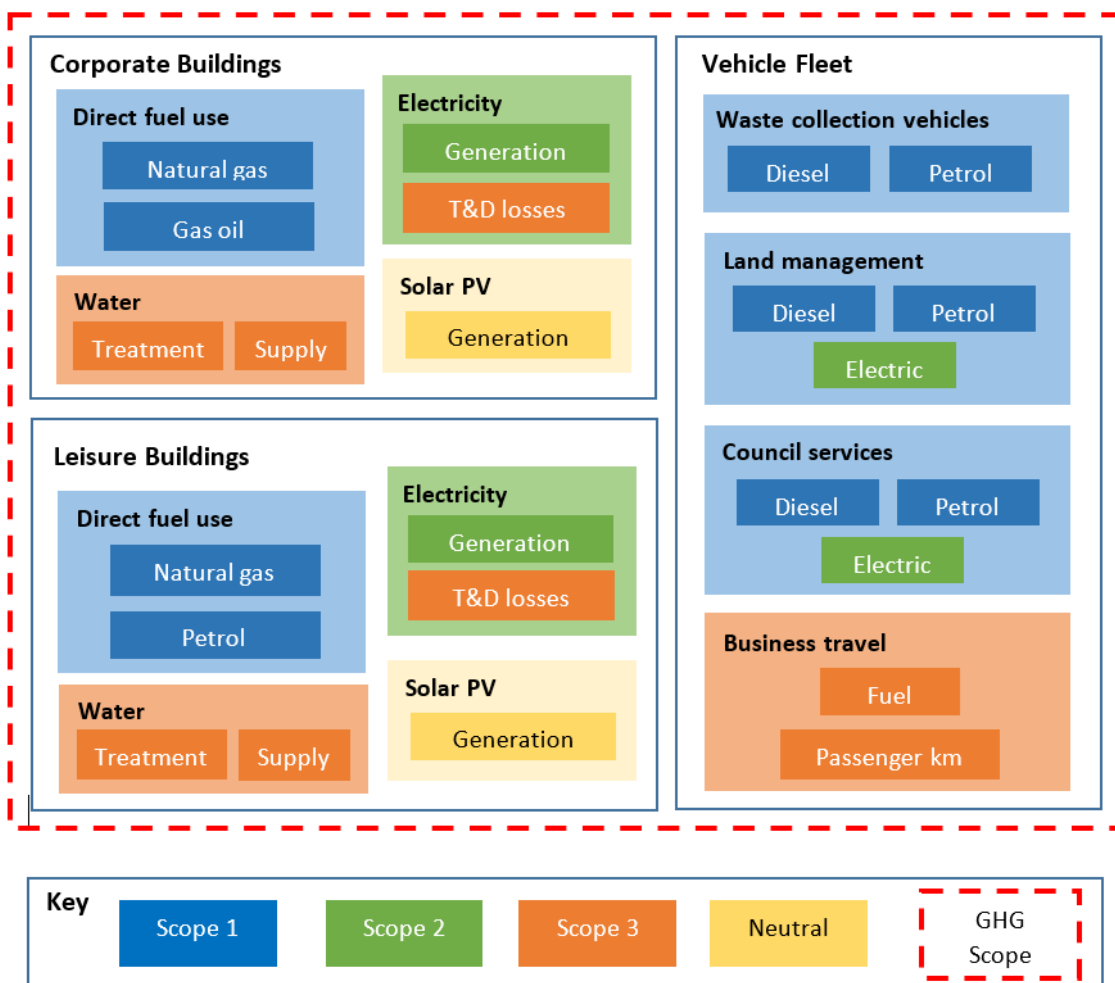 Corporate Buildings
Direct fuel use
Natural gas
Gas oil
Electricity
Generation
T&D losses
Water
Treatment
Supply
Solar PV
Generation
Leisure Buildings
Direct fuel use
Natural gas
Petrol
Electricity
Generation
T&D losses
Water
Treatment
Supply
Solar PV
Generation
Vehicle Fleet
Waste collection vehicles
Diesel
Petrol
Land management
Diesel
Petrol
Electric
Council services
Diesel
Petrol
Electric
Business travel
Fuel
Passenger km
Key
Scope 1
Scope 2
Scope 3
Neutral
GHG
Scope